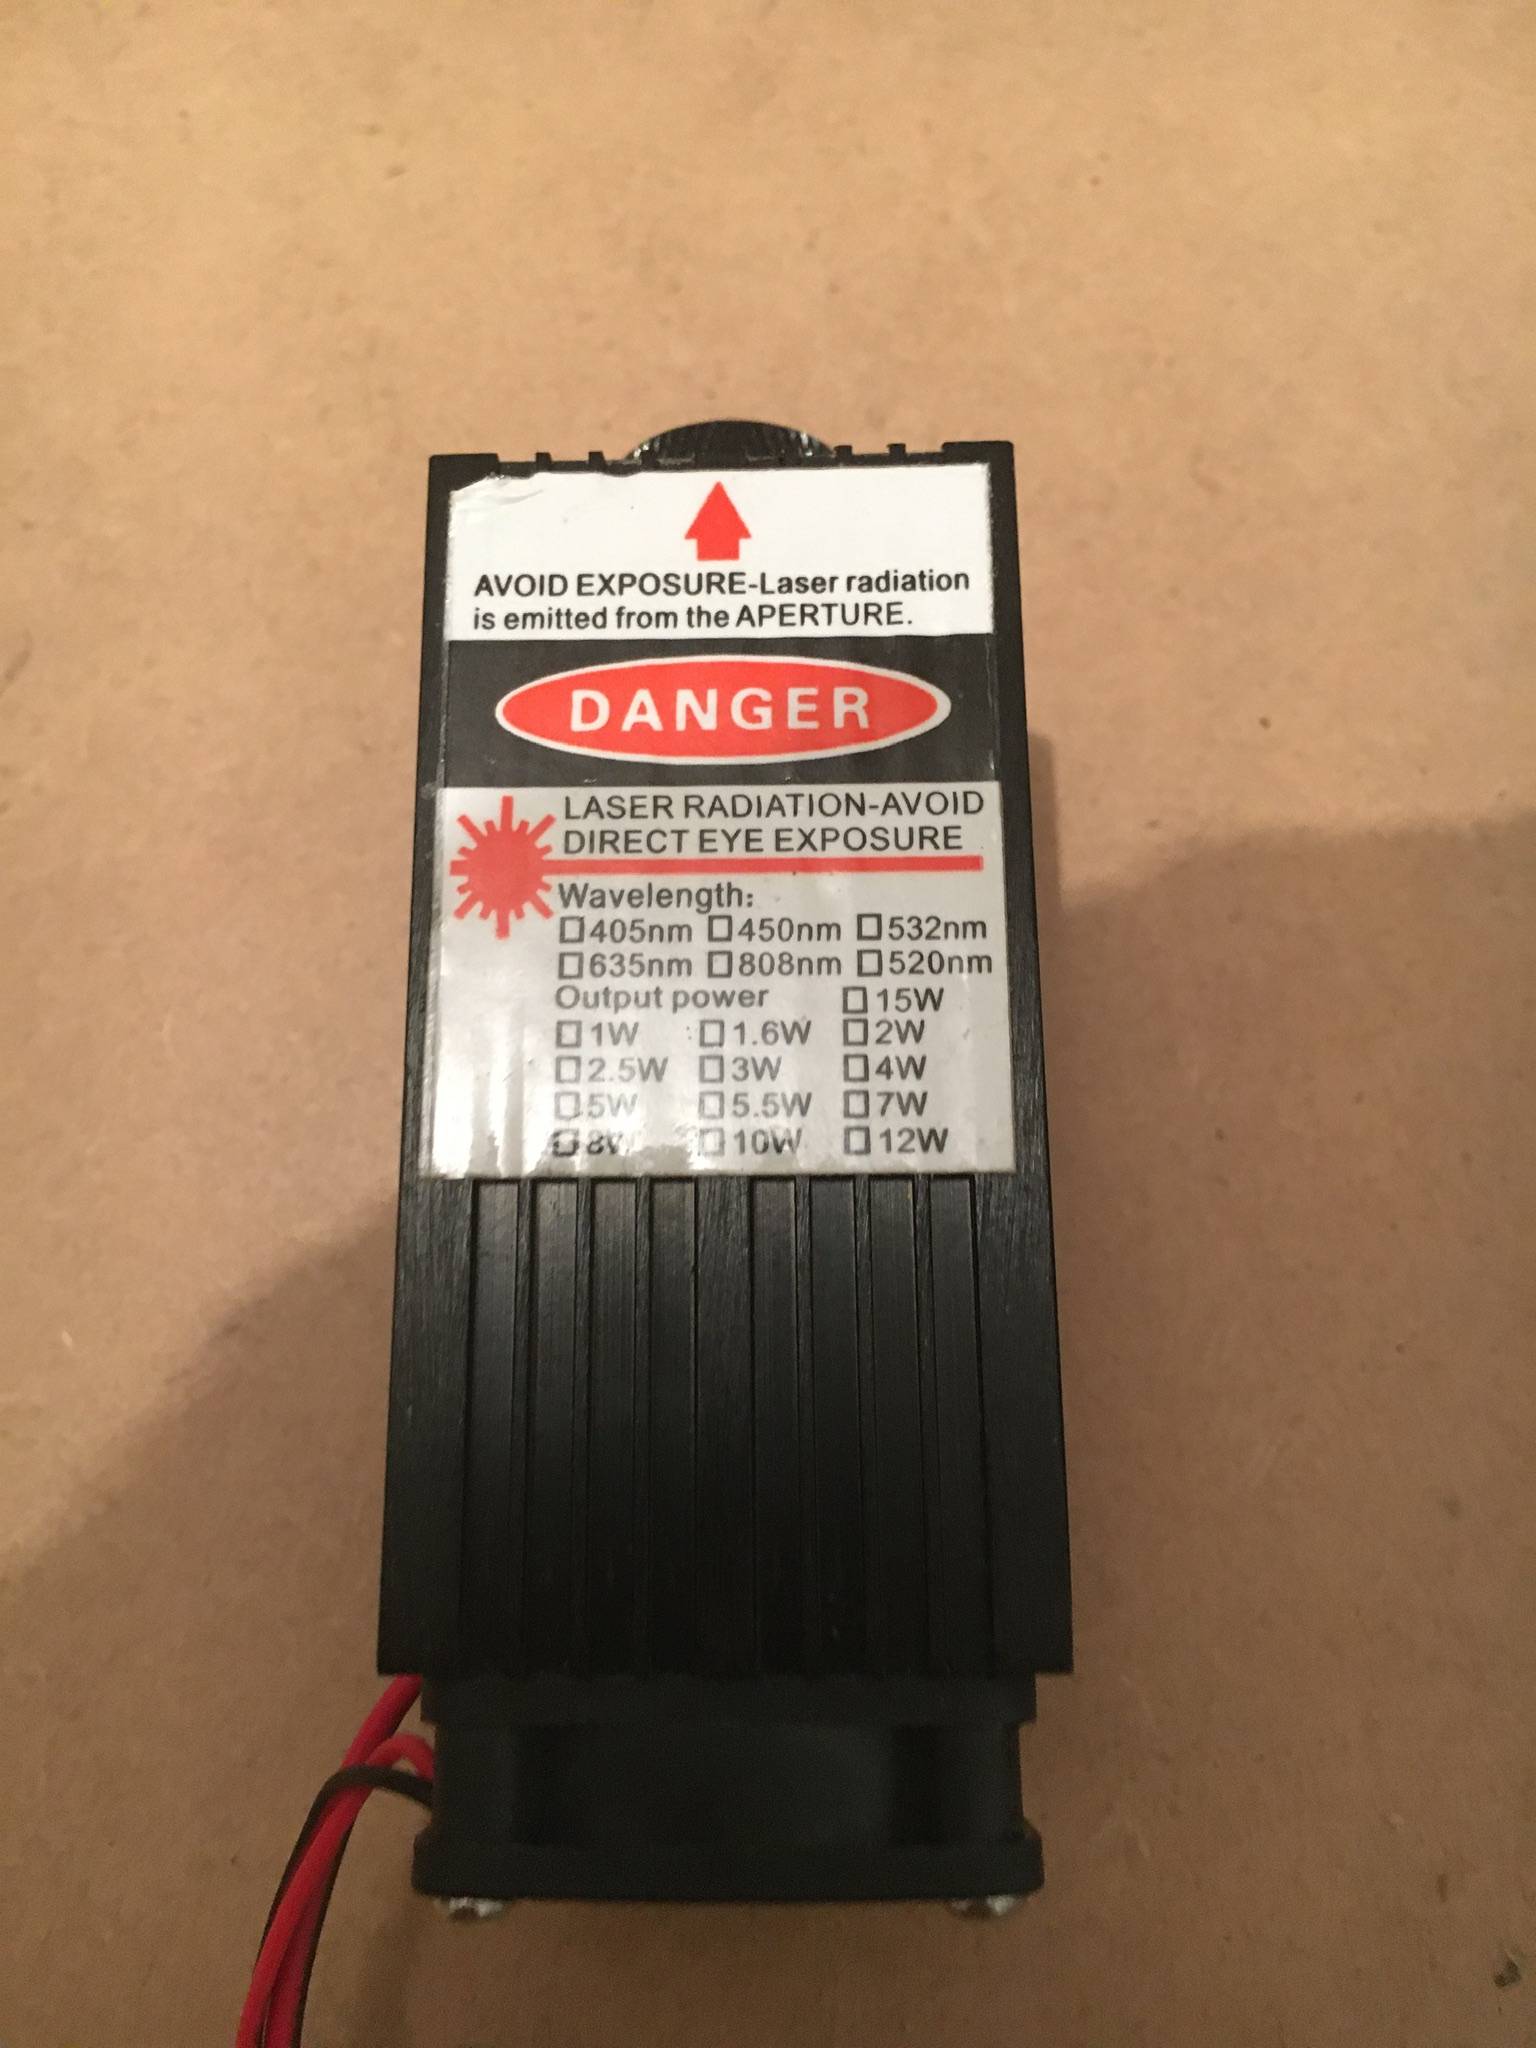 AVOID EXPOSURE-Laser radiation
is emitted from the APERTURE.
DANGER
LASER RADIATION-AVOID
DIRECT EYE EXPOSURE
Wavelength:
☐405nm ☐450nm ☐532nm
☐635nm ☐808nm ☐520nm
Output power ☐15W
☐1W ☐1.6W ☐2W
☐2.5W ☐3W ☐4W
☐5W ☐5.5W ☐7W
☐8W ☐10W ☐12W